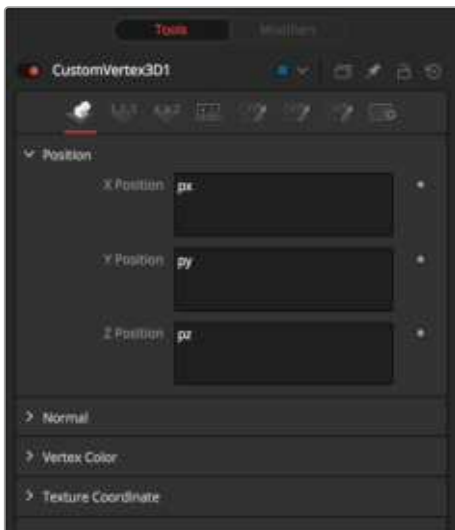 Tools Modifiers
CustomVertex3D1
Position
X Position px
Y Position py
Z Position pz
Normal
Vertex Color
Texture Coordinate